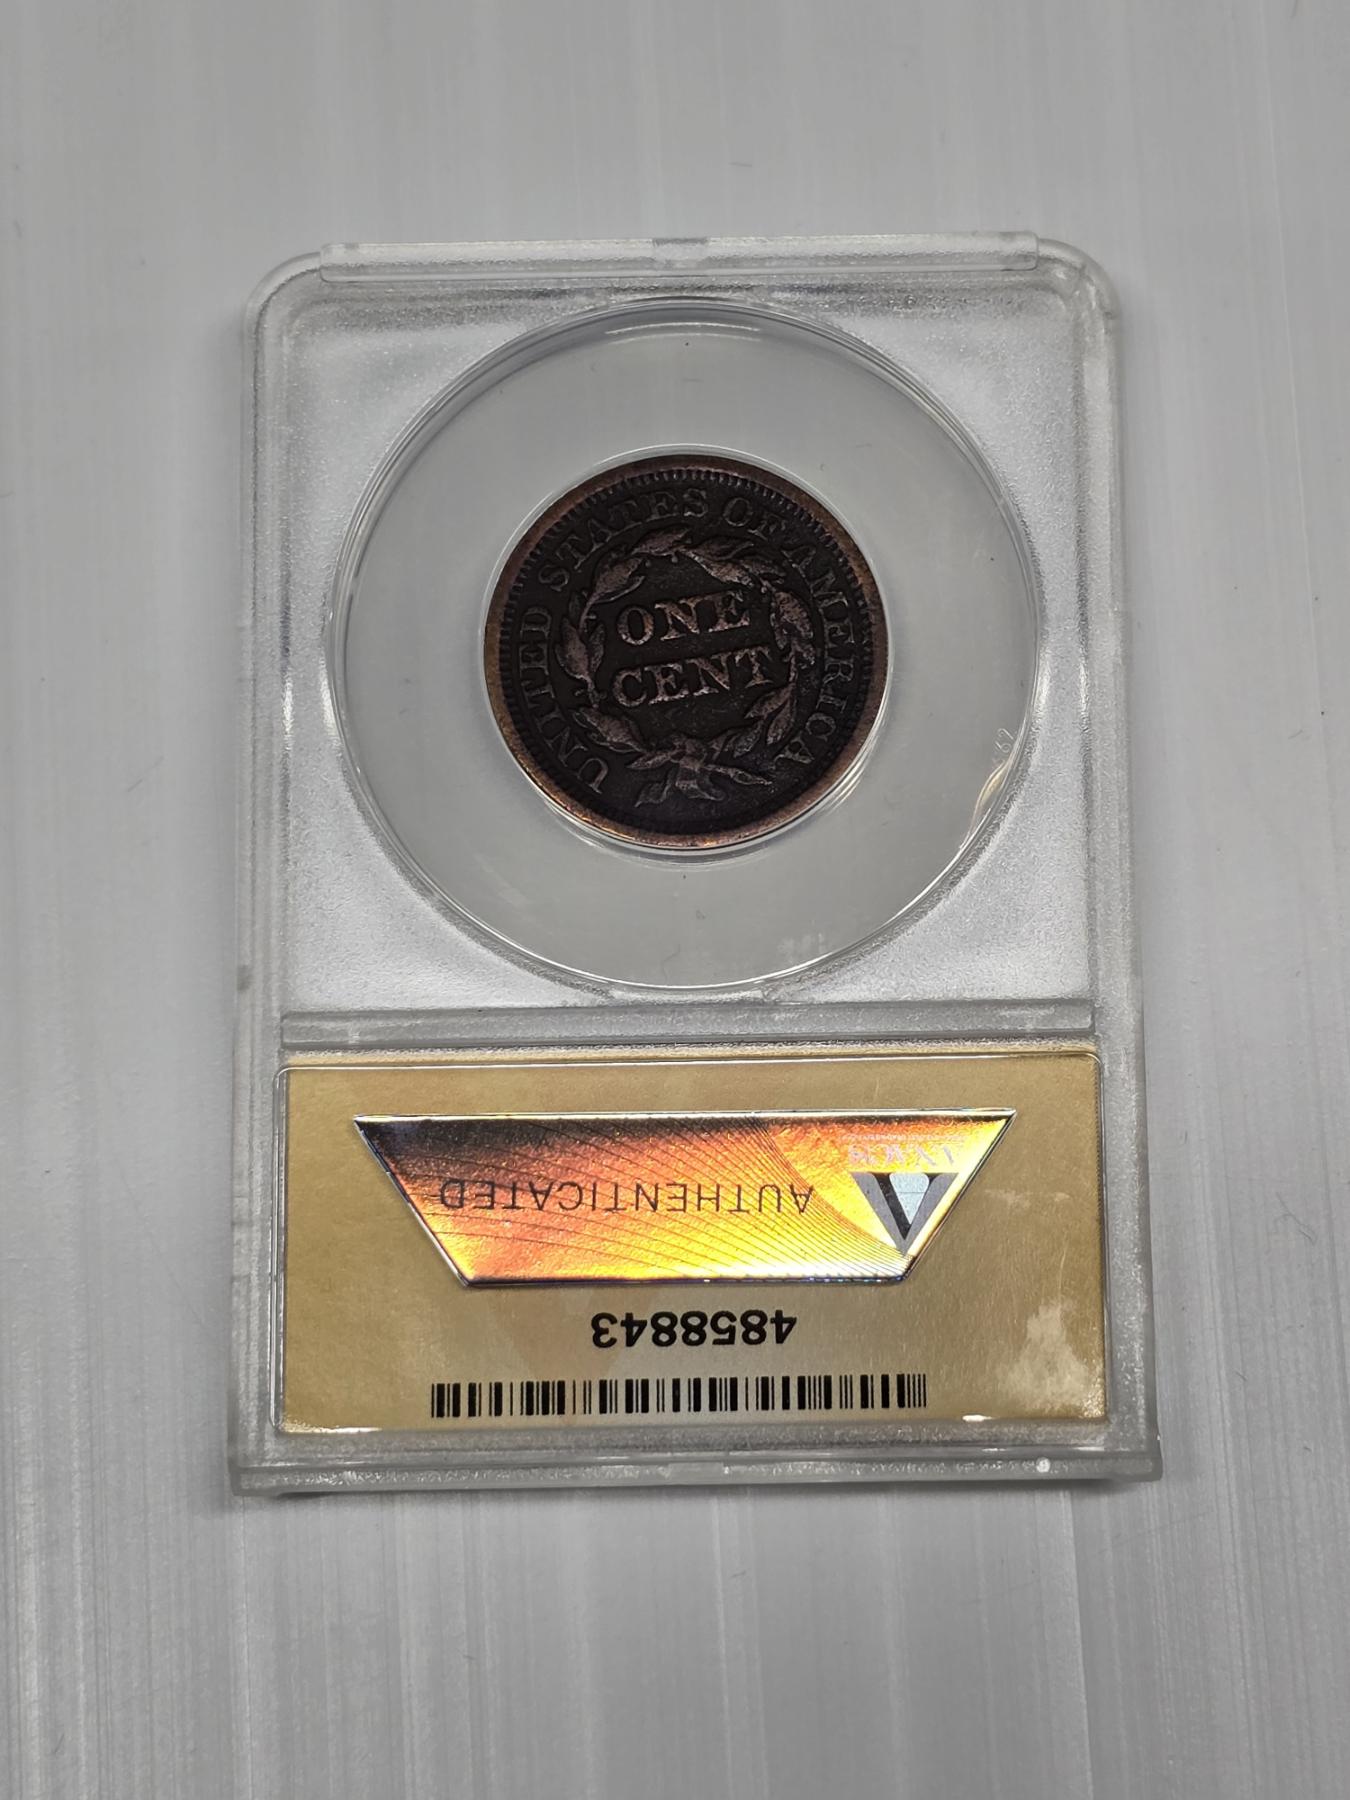 UNITED STATES OF AMERICA
ONE
CENT
ANACS
AUTHENTICATED
4858843